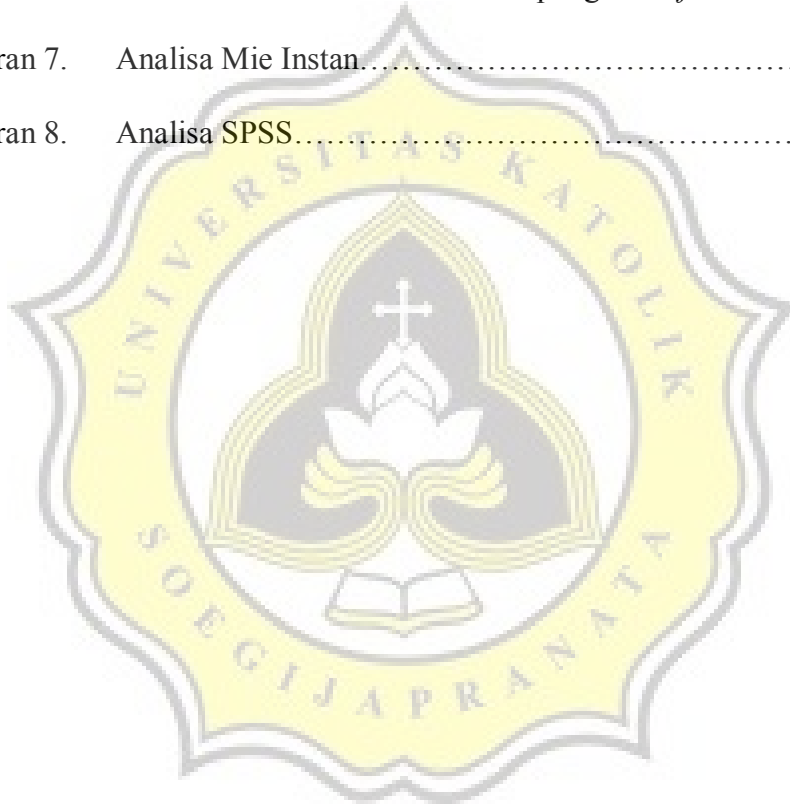 ran 7. Analisa Mie Instan……………………………………
ran 8. Analisa SPSS……………………………………………
UNIVERSITAS KATOLIK
SOEGIJAPRANATA